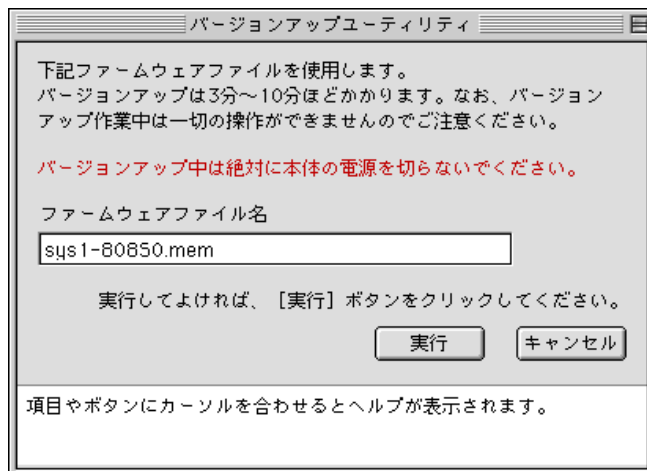 バージョンアップユーティリティ
下記ファームウェアファイルを使用します。
バージョンアップは3分～10分ほどかかります。なお、バージョン
アップ作業中は一切の操作ができませんのでご注意ください。
バージョンアップ中は絶対に本体の電源を切らないでください。
ファームウェアファイル名
sys1-80850.mem
実行してよければ、［実行］ボタンをクリックしてください。
実行 キャンセル
項目やボタンにカーソルを合わせるとヘルプが表示されます。